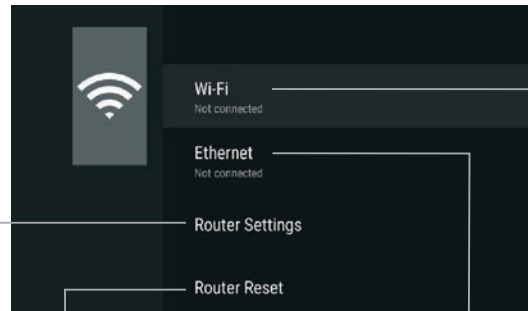 Wi-Fi
Not connected
Ethernet
Not connected
Router Settings
Router Reset